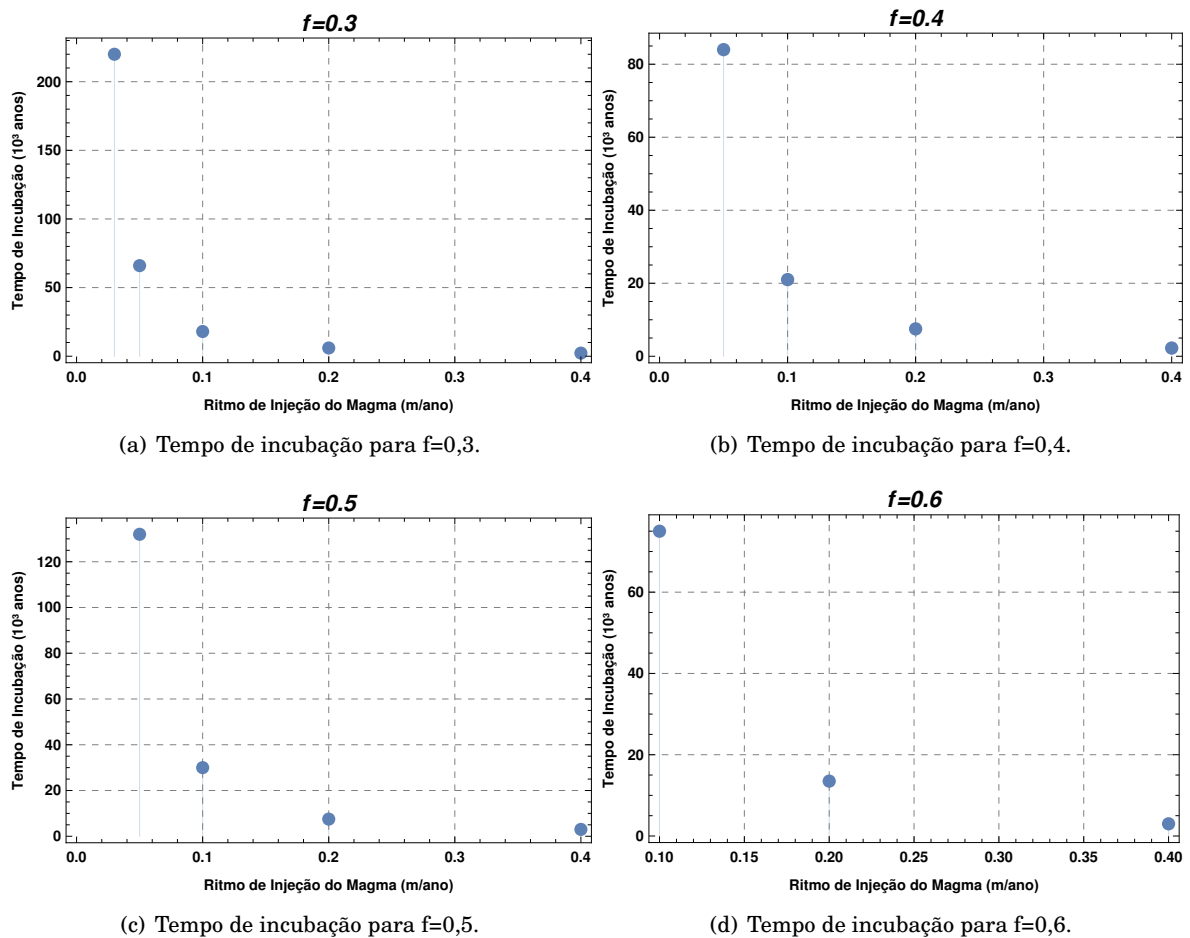 f=0.3
Tempo de Incubação (10³ anos)
200
150
100
50
0
0.0 0.1 0.2 0.3 0.4
Ritmo de Injeção do Magma (m/ano)
(a) Tempo de incubação para f=0,3.
f=0.4
Tempo de Incubação (10³ anos)
80
60
40
20
0
0.0 0.1 0.2 0.3 0.4
Ritmo de Injeção do Magma (m/ano)
(b) Tempo de incubação para f=0,4.
f=0.5
Tempo de Incubação (10³ anos)
120
100
80
60
40
20
0
0.0 0.1 0.2 0.3 0.4
Ritmo de Injeção do Magma (m/ano)
(c) Tempo de incubação para f=0,5.
f=0.6
Tempo de Incubação (10³ anos)
60
40
20
0
0.10 0.15 0.20 0.25 0.30 0.35 0.40
Ritmo de Injeção do Magma (m/ano)
(d) Tempo de incubação para f=0,6.